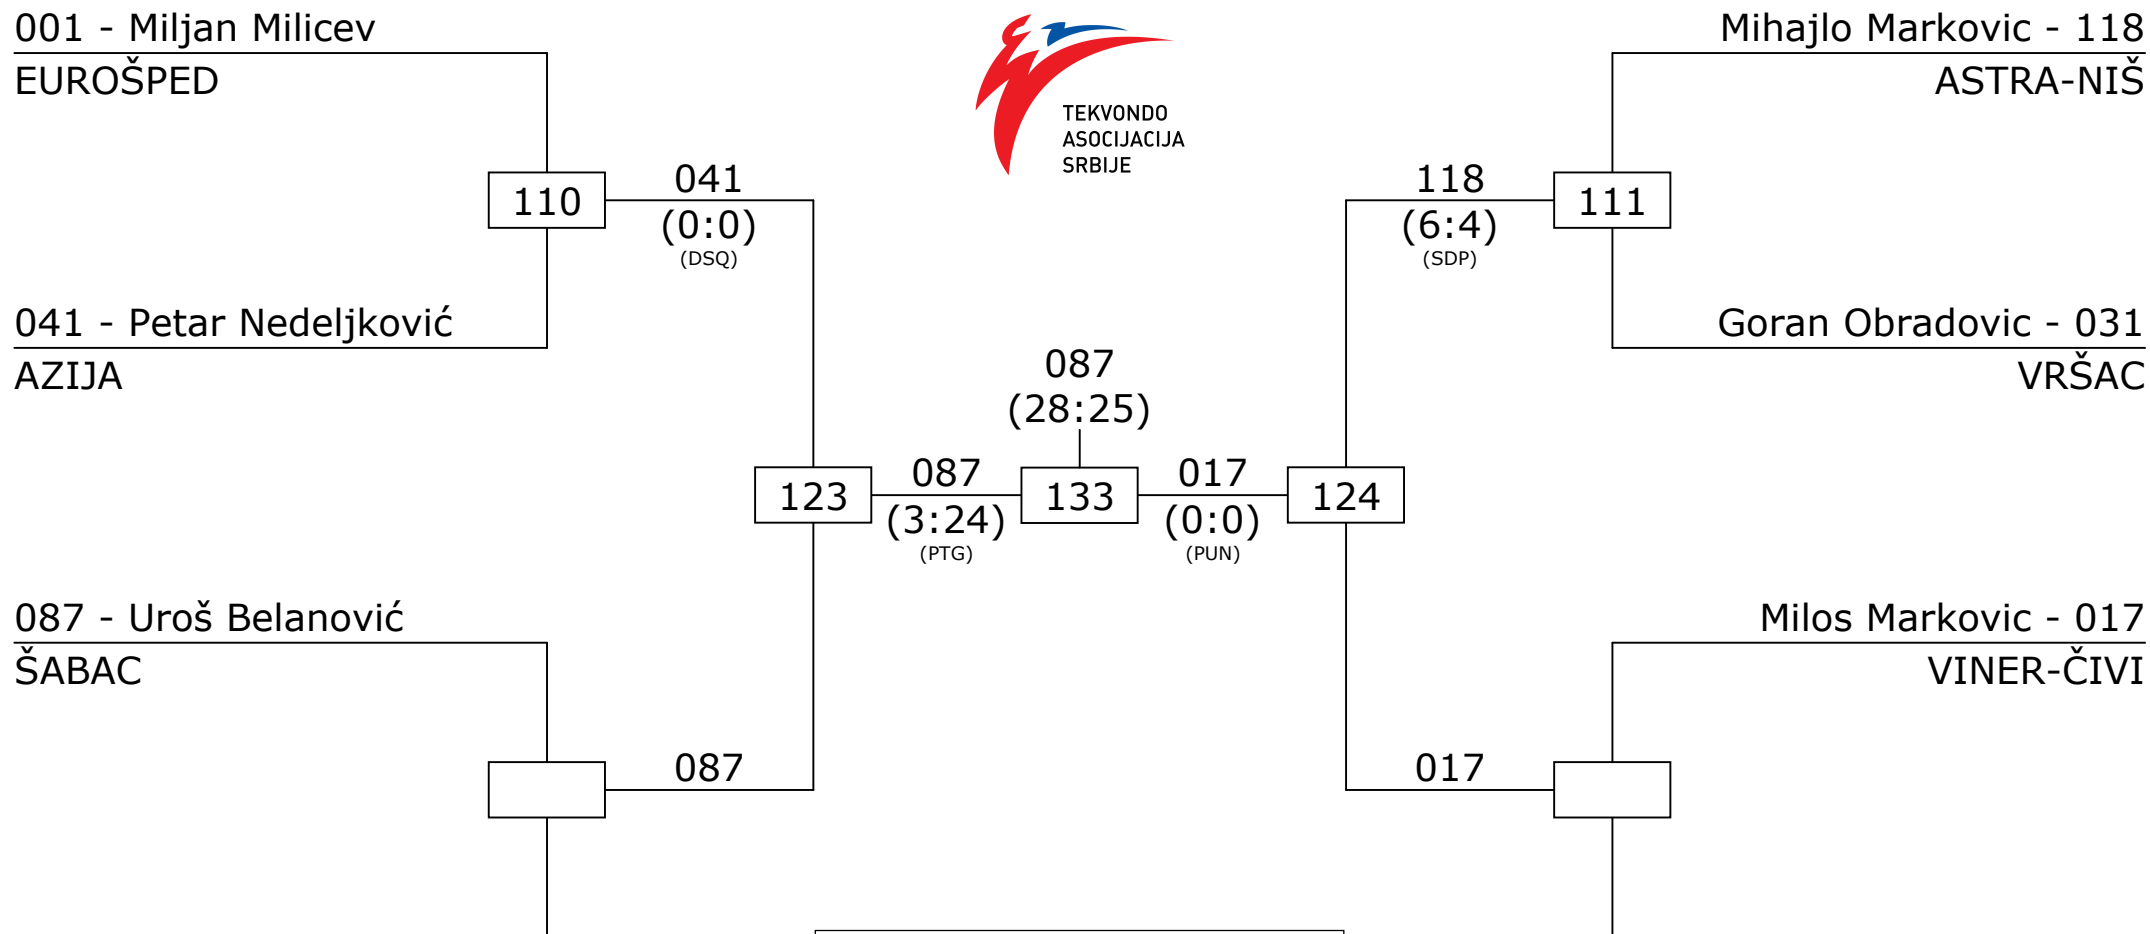 001 - Miljan Milicev
EUROŠPED
Mihajlo Markovic - 118
ASTRA-NIŠ
TEKVONDO
ASOCIJACIJA
SRBIJE
110
041
(0:0)
(DSQ)
118
(6:4)
(SDP)
111
041 - Petar Nedeljković
AZIJA
Goran Obradovic - 031
VRŠAC
087
(28:25)
123
087
(3:24)
(PTG)
133
017
(0:0)
(PUN)
124
087 - Uroš Belanović
ŠABAC
Milos Markovic - 017
VINER-ČIVI
087
017